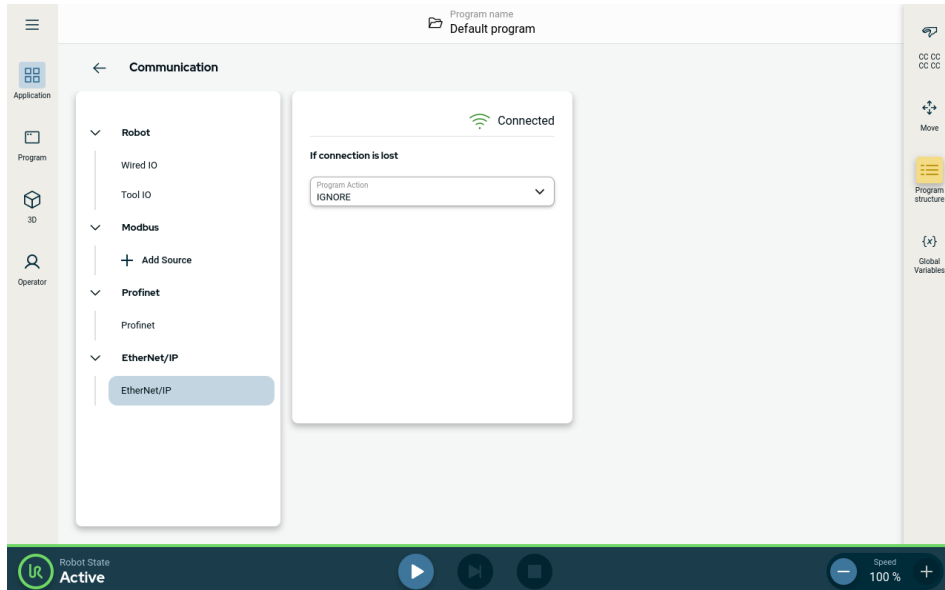 Program name
Default program
Communication
Application
Program
3D
Operator
Robot
Wired IO
Tool IO
Modbus
Add Source
Profinet
Profinet
EtherNet/IP
EtherNet/IP
Connected
If connection is lost
Program Action
IGNORE
CC CC
CC CC
Move
Program
structure
{x}
Global
Variables
UR
Robot State
Active
Speed
100 %